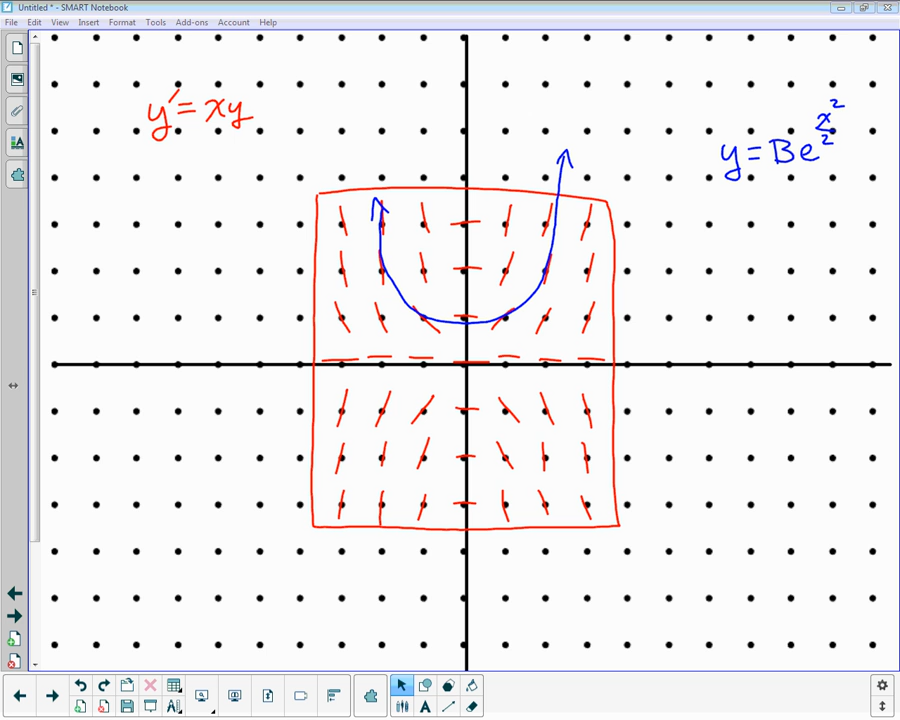 Untitled * - SMART Notebook
File Edit View Insert Format Tools Add-ons Account Help
y' = xy
y = Be^(x²/2)